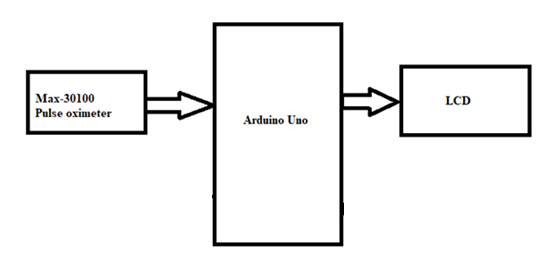 Max-30100
Pulse oximeter
Arduino Uno
LCD